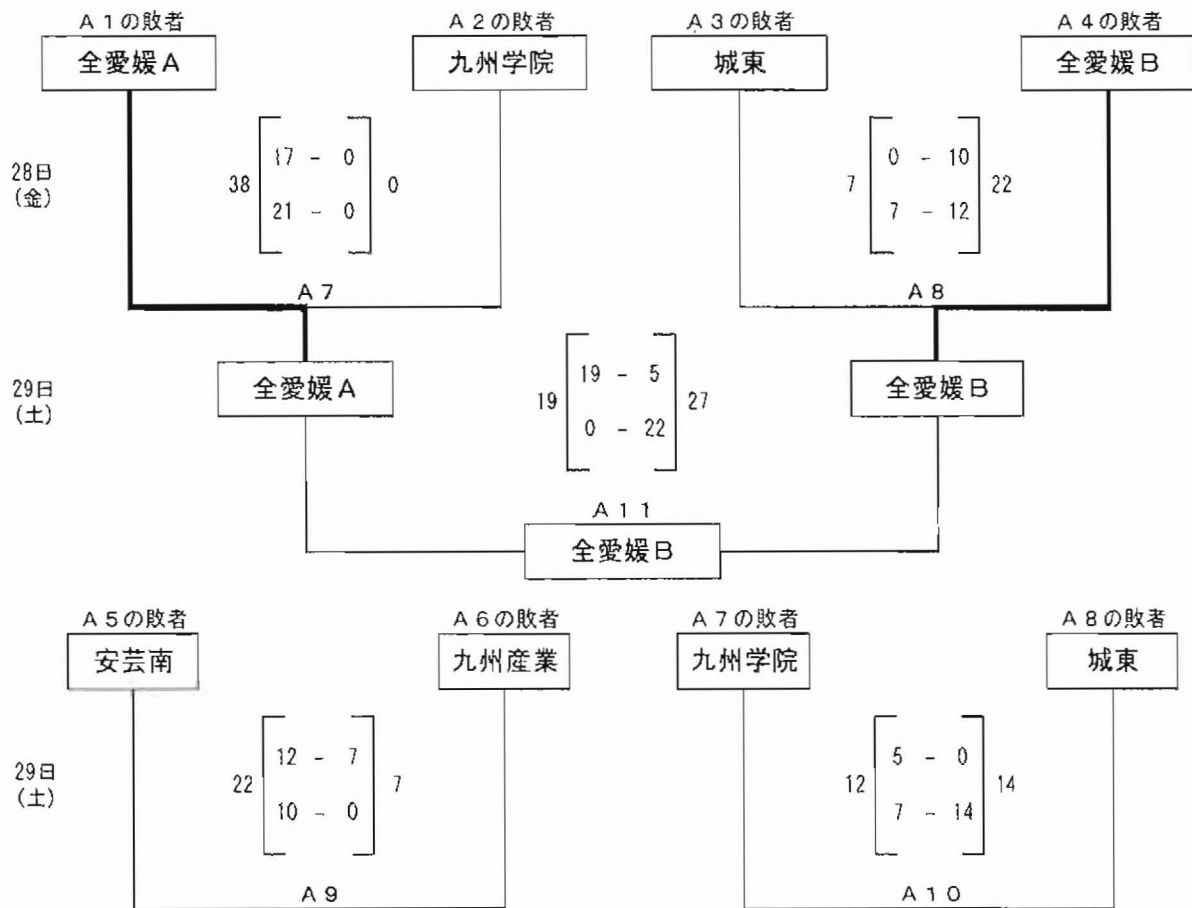 A1の敗者 A2の敗者 A3の敗者 A4の敗者
全愛媛A 九州学院 城東 全愛媛B
28日
(金)
38 17 - 0 0
21 - 0
7 0 - 10 22
7 - 12
A7 A8
29日
(土)
全愛媛A 全愛媛B
19 19 - 5 27
0 - 22
A11
全愛媛B
A5の敗者 A6の敗者 A7の敗者 A8の敗者
安芸南 九州産業 九州学院 城東
29日
(土)
22 12 - 7 7
10 - 0
12 5 - 0 14
7 - 14
A9 A10